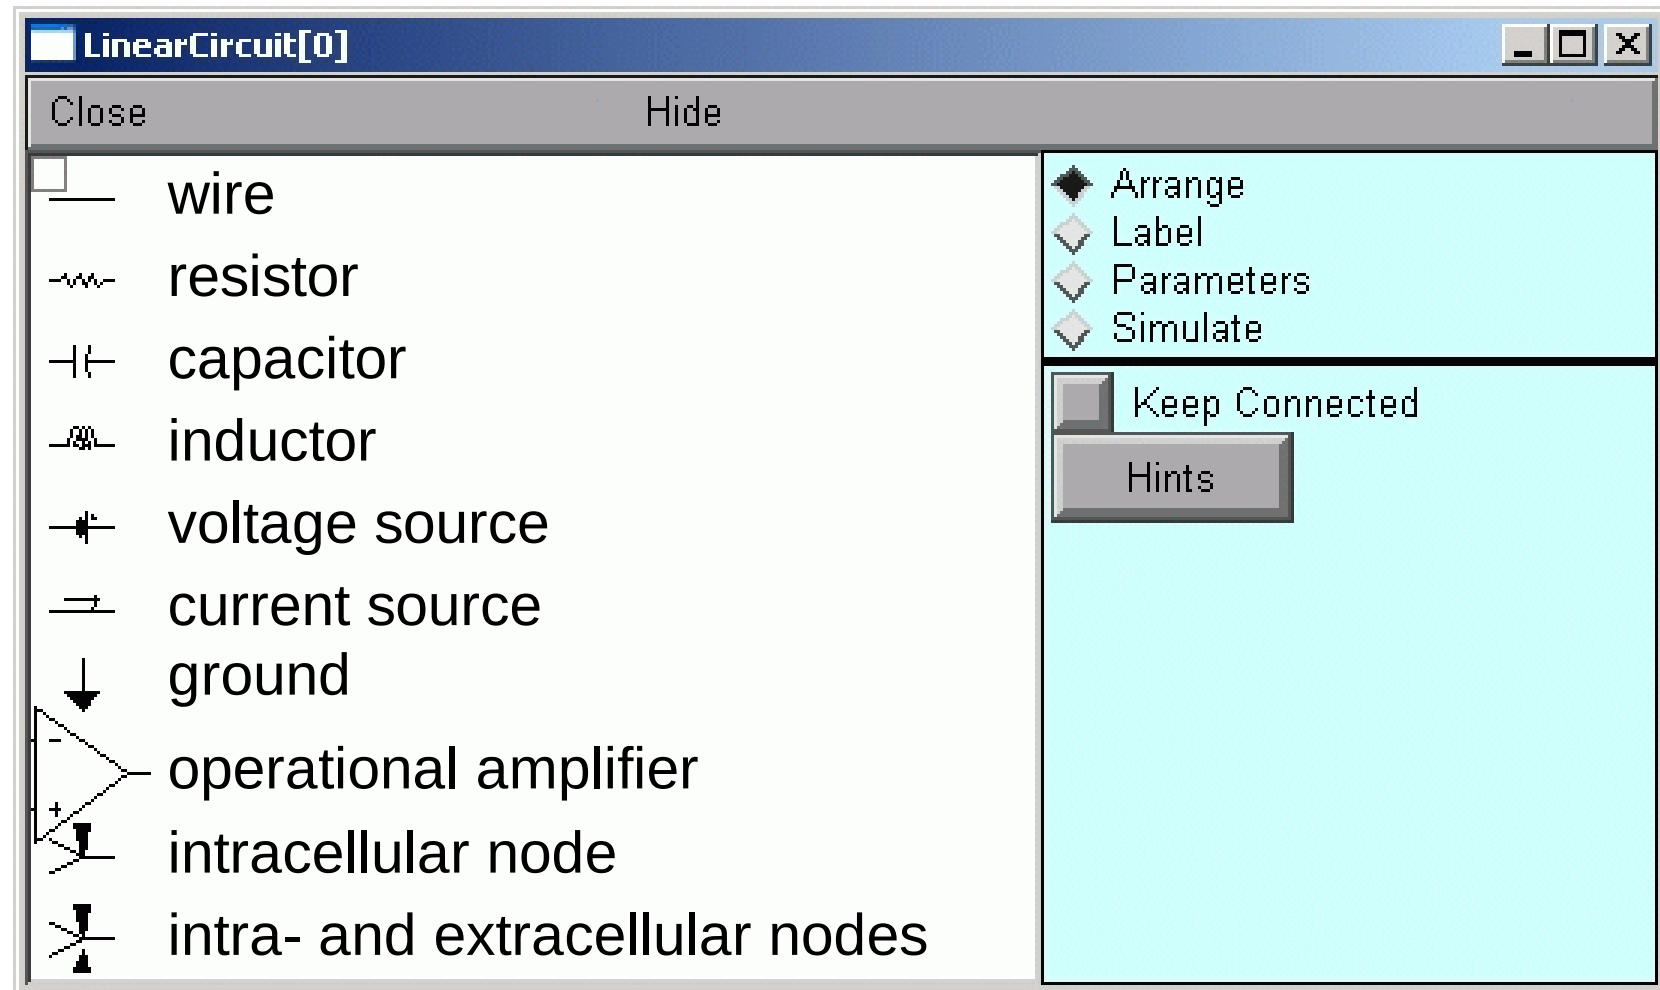 LinearCircuit[0]
Close Hide
wire
resistor
capacitor
inductor
voltage source
current source
ground
operational amplifier
intracellular node
intra- and extracellular nodes
Arrange
Label
Parameters
Simulate
Keep Connected
Hints